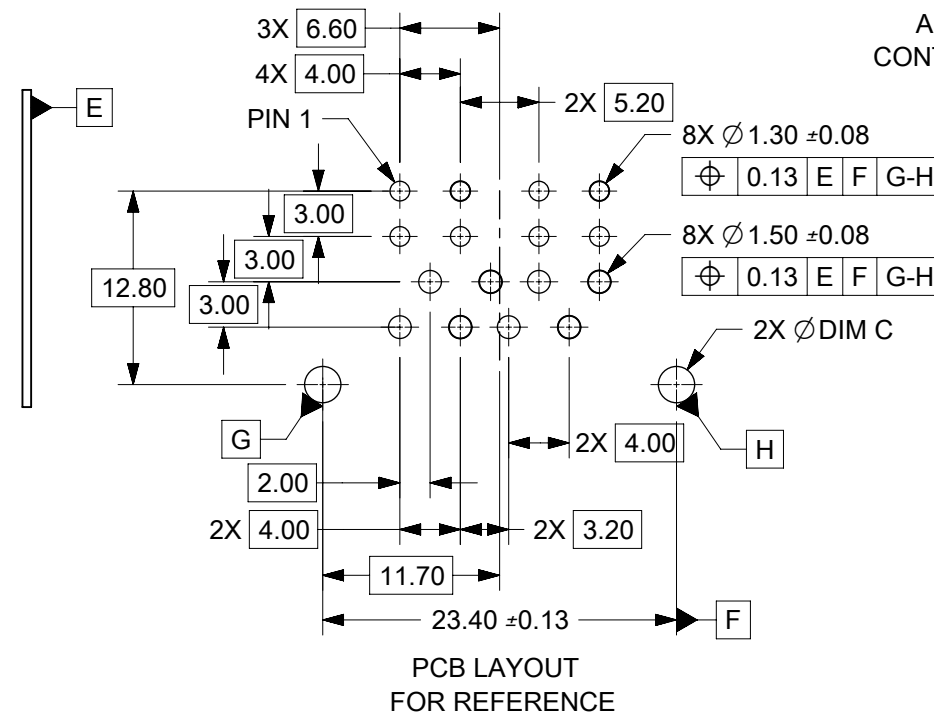 3X 6.60
4X 4.00
2X 5.20
E
PIN 1
8X ∅ 1.30 ±0.08
⌖ 0.13 E F G-H
3.00
8X ∅ 1.50 ±0.08
⌖ 0.13 E F G-H
3.00
12.80
3.00
2X ∅ DIM C
G
2X 4.00
H
2.00
2X 4.00
2X 3.20
11.70
23.40 ±0.13
F
PCB LAYOUT
FOR REFERENCE